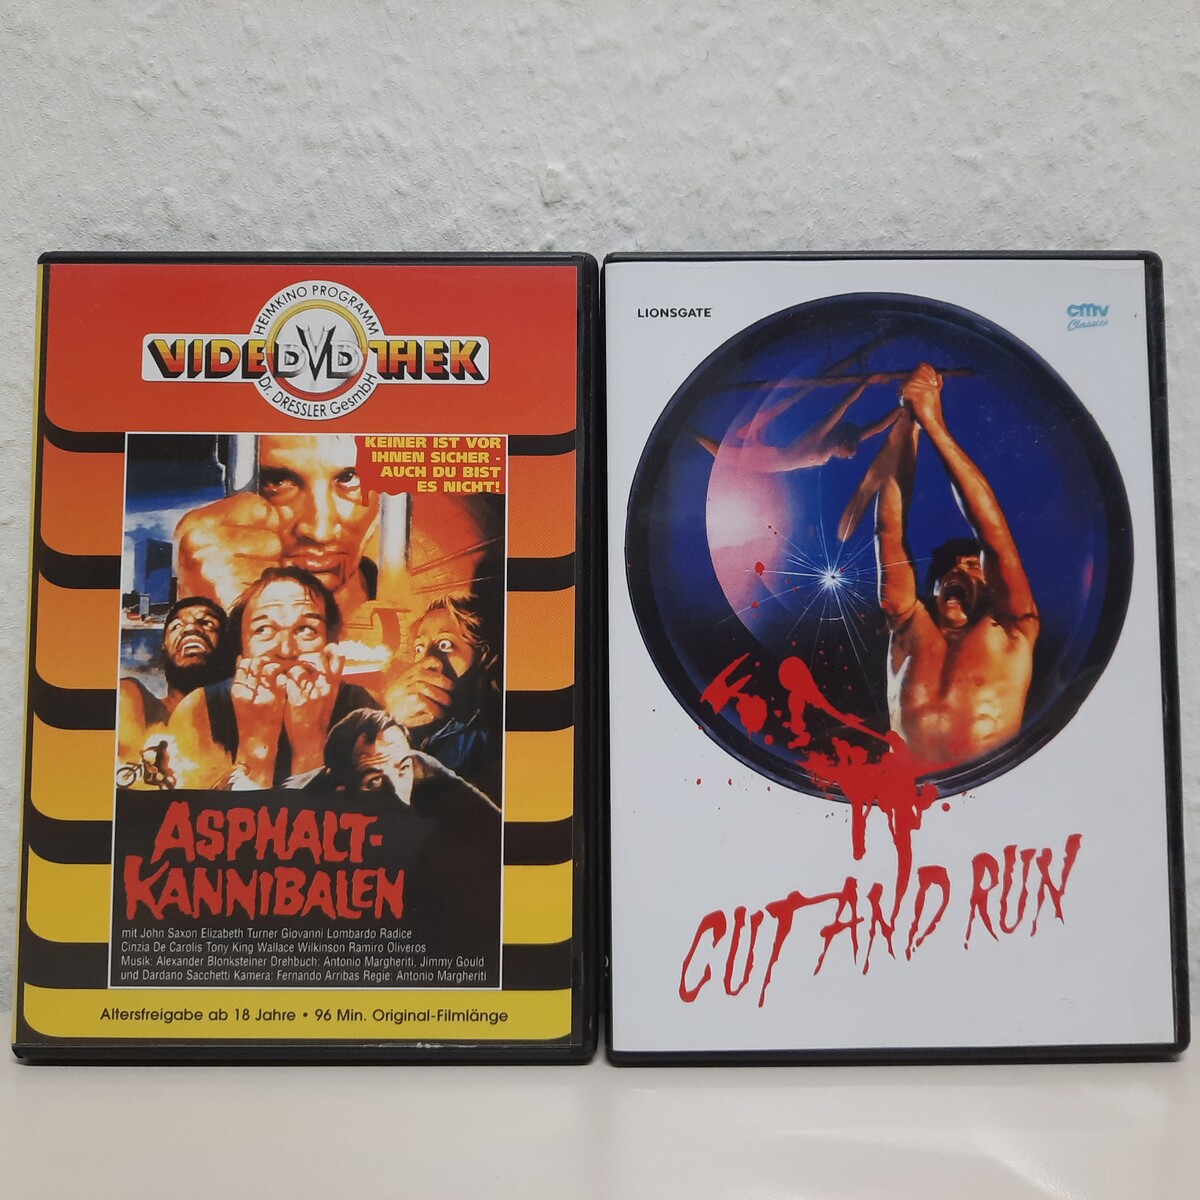 HEIMKINO PROGRAMM
VIDEODVDTHEK
Dr. DRESSLER GesmbH
KEINER IST VOR
IHNEN SICHER -
AUCH DU BIST
ES NICHT!
ASPHALT-
KANNIBALEN
mit John Saxon Elizabeth Turner Giovanni Lombardo Radice
Cinzia De Carolis Tony King Wallace Wilkinson Ramiro Oliveros
Musik: Alexander Blonksteiner Drehbuch: Antonio Margheriti, Jimmy Gould
und Dardano Sacchetti Kamera: Fernando Arribas Regie: Antonio Margheriti
Altersfreigabe ab 18 Jahre • 96 Min. Original-Filmlänge
LIONSGATE
cmv
Classics
CUT AND RUN